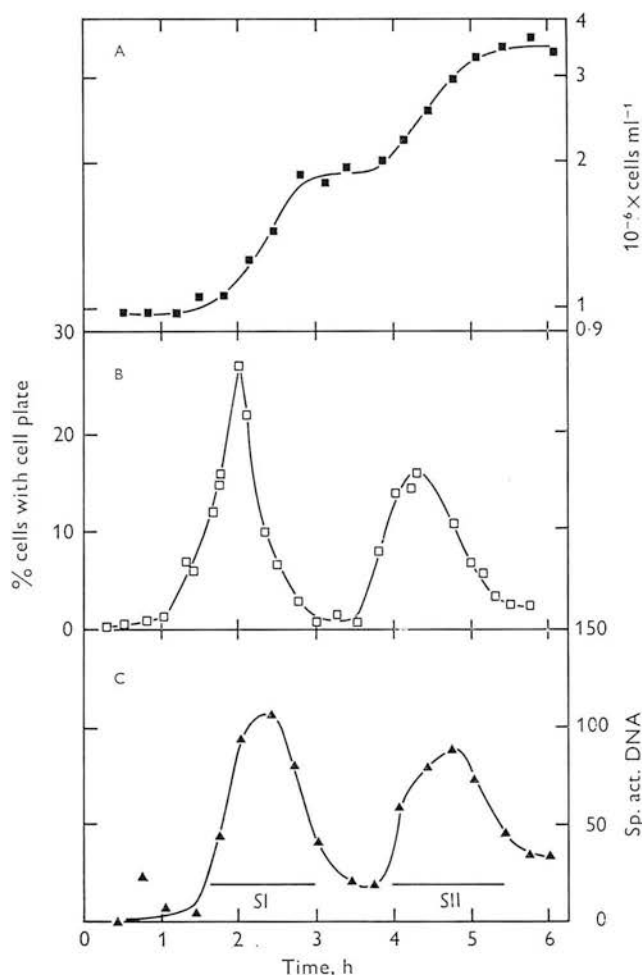 A
4
3
2
1
0·9
10⁻⁶ × cells ml⁻¹
B
30
20
10
0
% cells with cell plate
C
150
100
50
0
Sp. act. DNA
SI
SII
0 1 2 3 4 5 6
Time, h